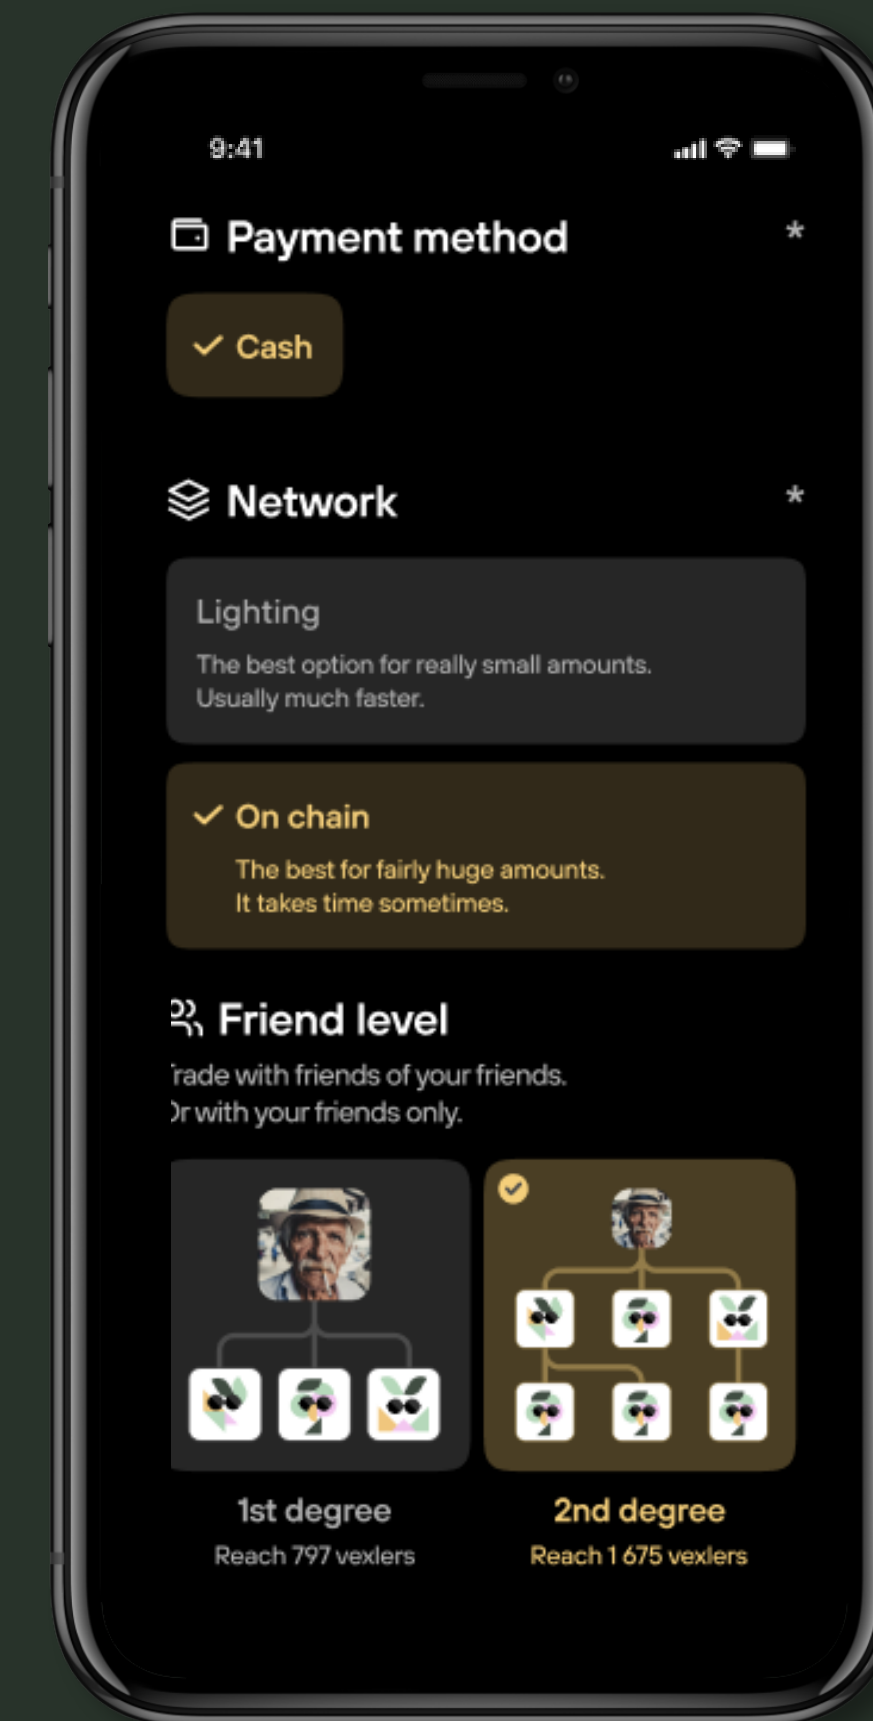 9:41
Payment method *
Cash
Network *
Lighting
The best option for really small amounts.
Usually much faster.
On chain
The best for fairly huge amounts.
It takes time sometimes.
Friend level
Trade with friends of your friends.
Or with your friends only.
1st degree
2nd degree
Reach 797 vexlers
Reach 1 675 vexlers